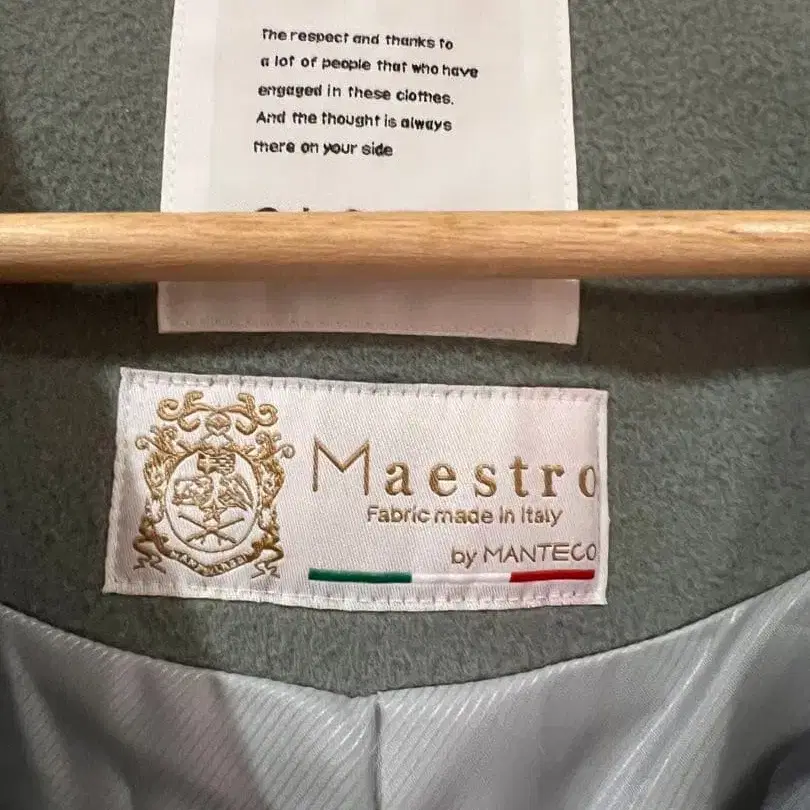 The respect and thanks to
a lot of people that who have
engaged in these clothes.
And the thought is always
there on your side
Maestro
Fabric made in Italy
by MANTECO